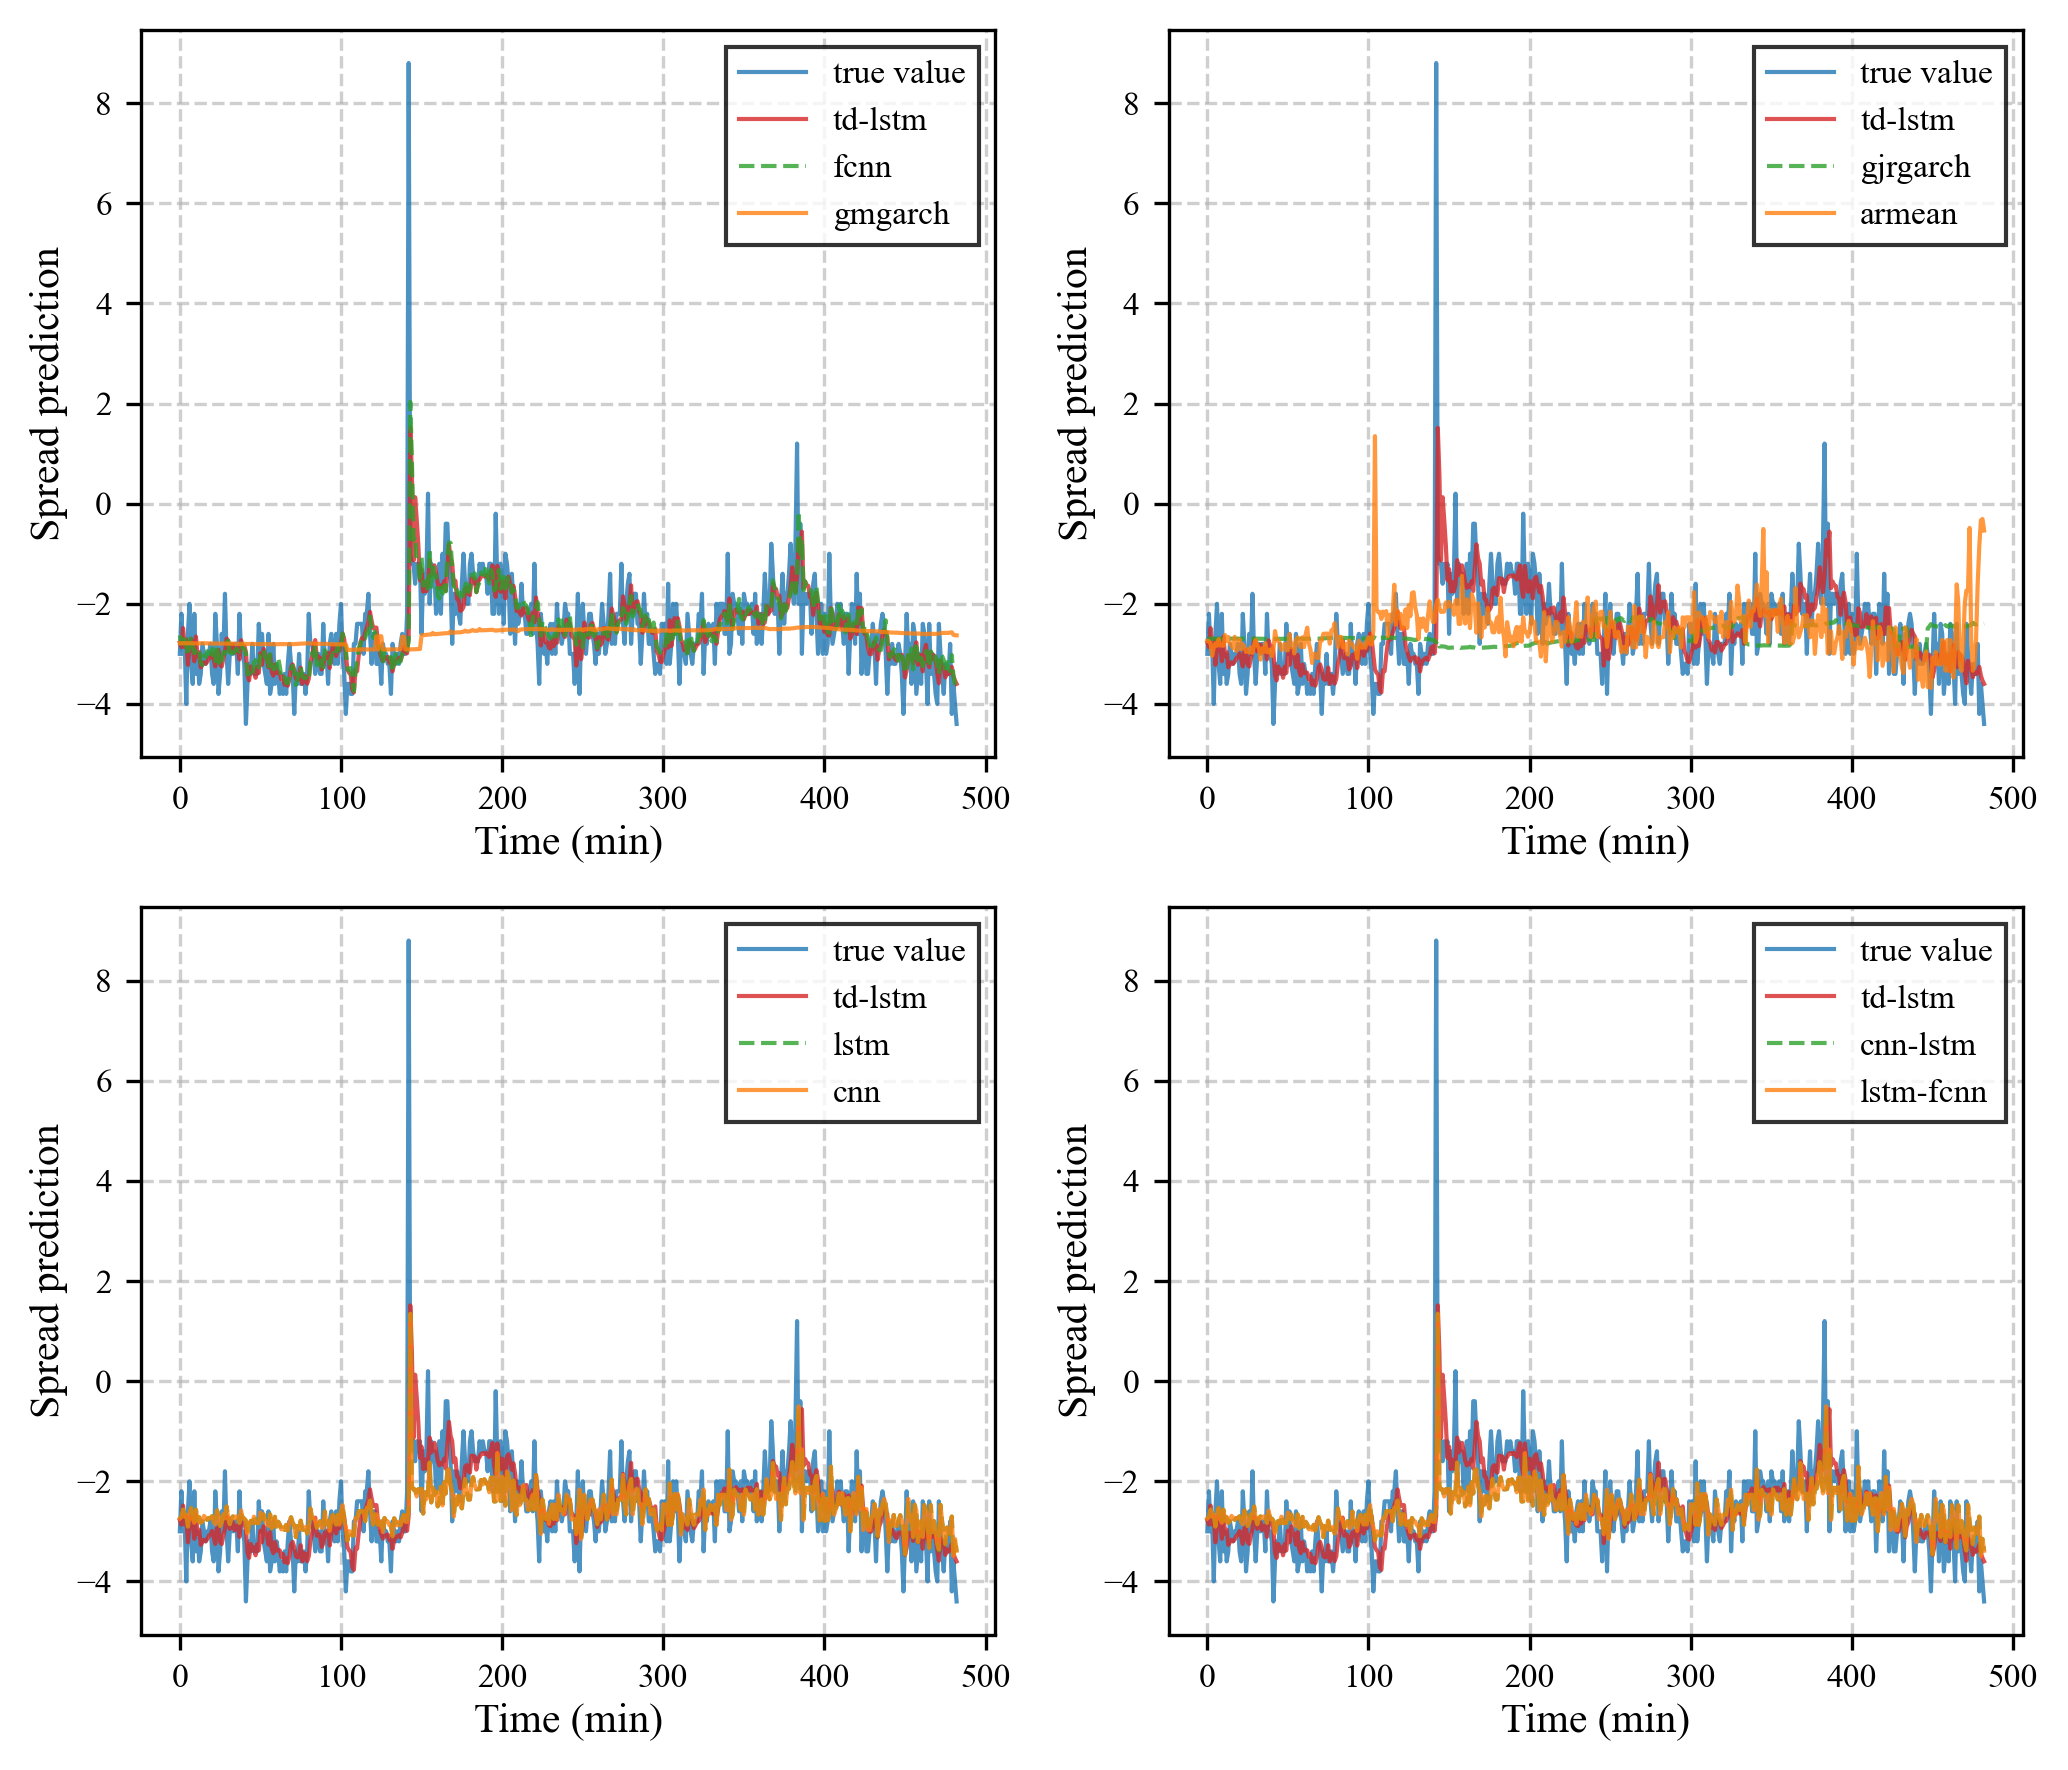 Spread prediction
8
6
4
2
0
−2
−4
0 100 200 300 400 500
Time (min)
true value
td-lstm
fcnn
gmgarch
Spread prediction
8
6
4
2
0
−2
−4
0 100 200 300 400 500
Time (min)
true value
td-lstm
gjrgarch
armean
Spread prediction
8
6
4
2
0
−2
−4
0 100 200 300 400 500
Time (min)
true value
td-lstm
lstm
cnn
Spread prediction
8
6
4
2
0
−2
−4
0 100 200 300 400 500
Time (min)
true value
td-lstm
cnn-lstm
lstm-fcnn